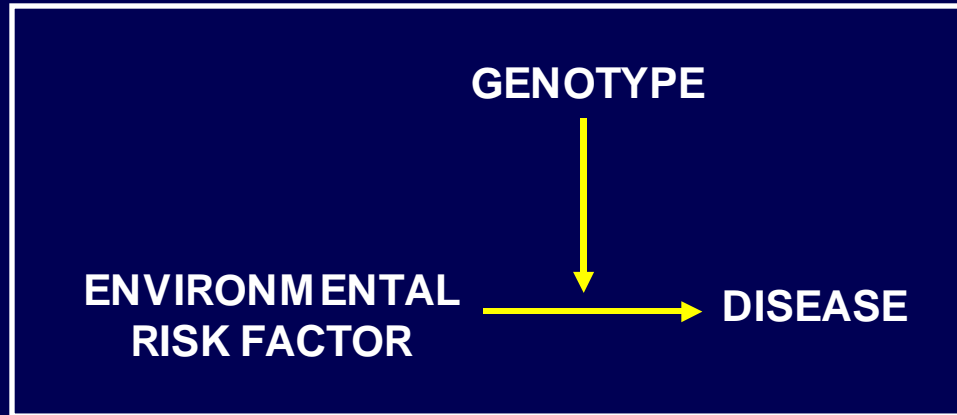 GENOTYPE
ENVIRONMENTAL
RISK FACTOR
DISEASE